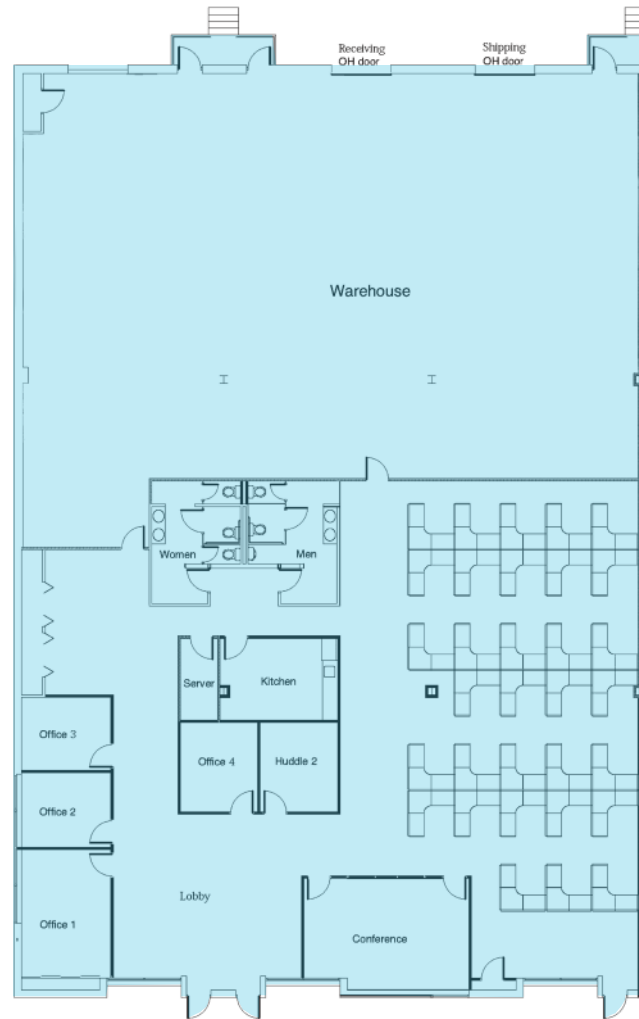 Receiving
OH door
Shipping
OH door
Warehouse
Women
Men
Server
Kitchen
Office 3
Office 4
Huddle 2
Office 2
Lobby
Office 1
Conference